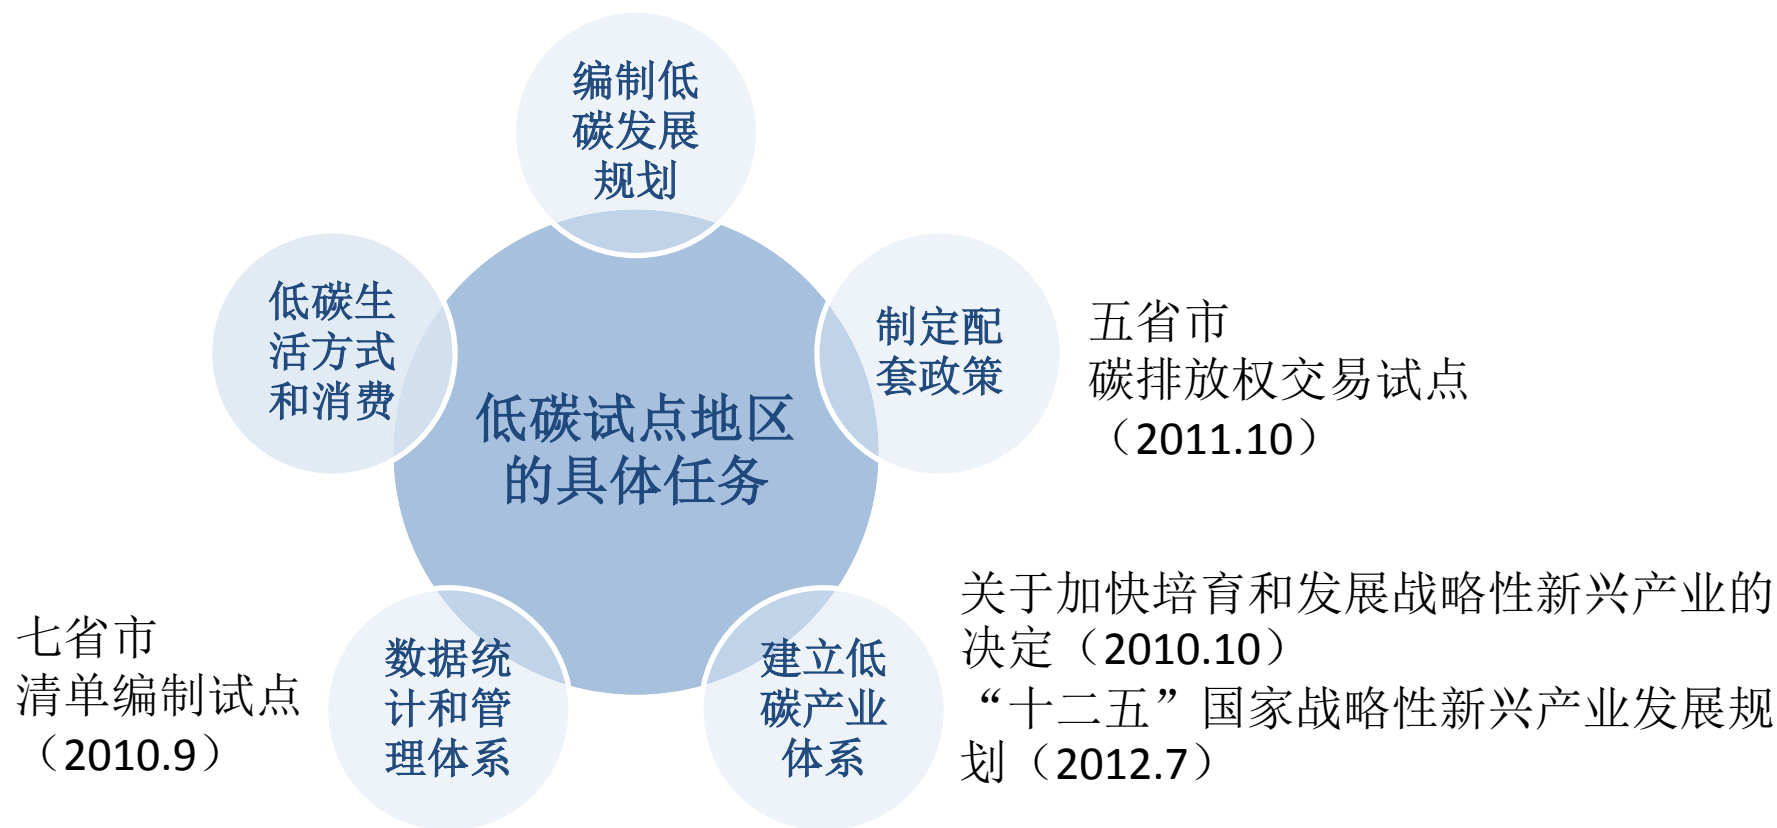 编制低
碳发展
规划
低碳生
活方式
和消费
制定配
套政策
五省市
碳排放权交易试点
（2011.10）
低碳试点地区
的具体任务
七省市
清单编制试点
（2010.9）
数据统
计和管
理体系
建立低
碳产业
体系
关于加快培育和发展战略性新兴产业的
决定（2010.10）
“十二五”国家战略性新兴产业发展规
划（2012.7）